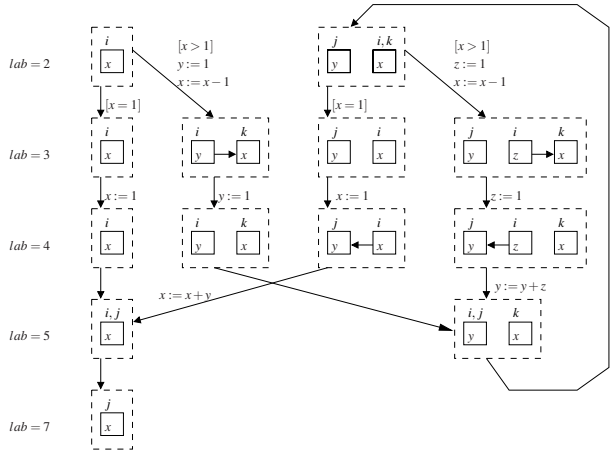 i j i,k
lab = 2 x [x > 1] y := 1 x := x − 1 y x [x > 1] z := 1 x := x − 1
[x = 1] [x = 1]
i i k j i j i k
lab = 3 x y x y x y z x
x := 1 y := 1 x := 1 z := 1
i i k j i j i k
lab = 4 x y x y x y z x
x := x + y y := y + z
i, j i, j k
lab = 5 x y x
j
lab = 7 x